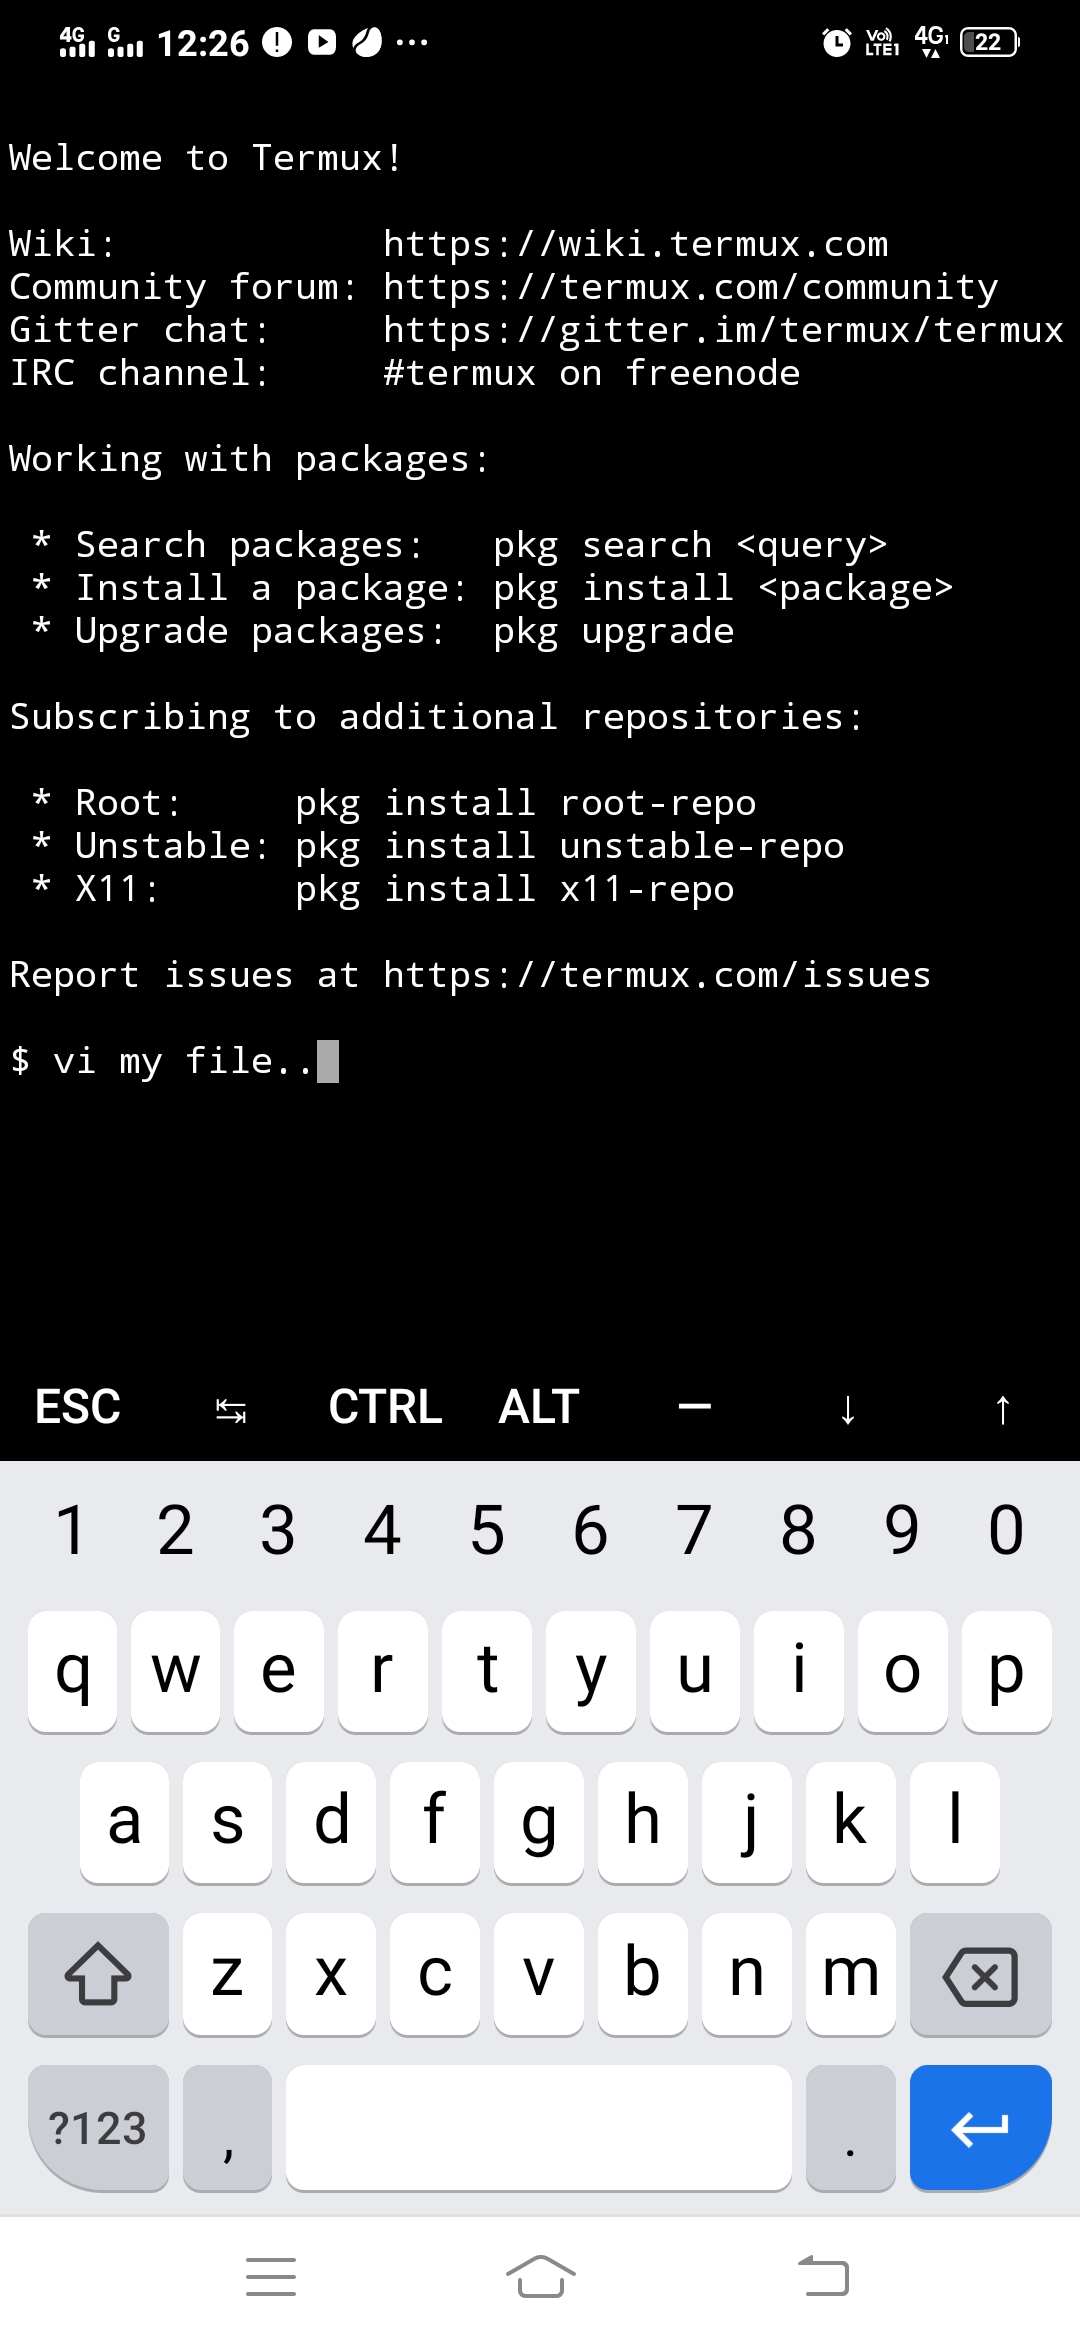 4G G 12:26 Vo) LTE1 4G1 22
Welcome to Termux!
Wiki: https://wiki.termux.com
Community forum: https://termux.com/community
Gitter chat: https://gitter.im/termux/termux
IRC channel: #termux on freenode
Working with packages:
* Search packages: pkg search <query>
* Install a package: pkg install <package>
* Upgrade packages: pkg upgrade
Subscribing to additional repositories:
* Root: pkg install root-repo
* Unstable: pkg install unstable-repo
* X11: pkg install x11-repo
Report issues at https://termux.com/issues
$ vi my file..
ESC ↹ CTRL ALT — ↓ ↑
1 2 3 4 5 6 7 8 9 0
q w e r t y u i o p
a s d f g h j k l
z x c v b n m
?123 , .